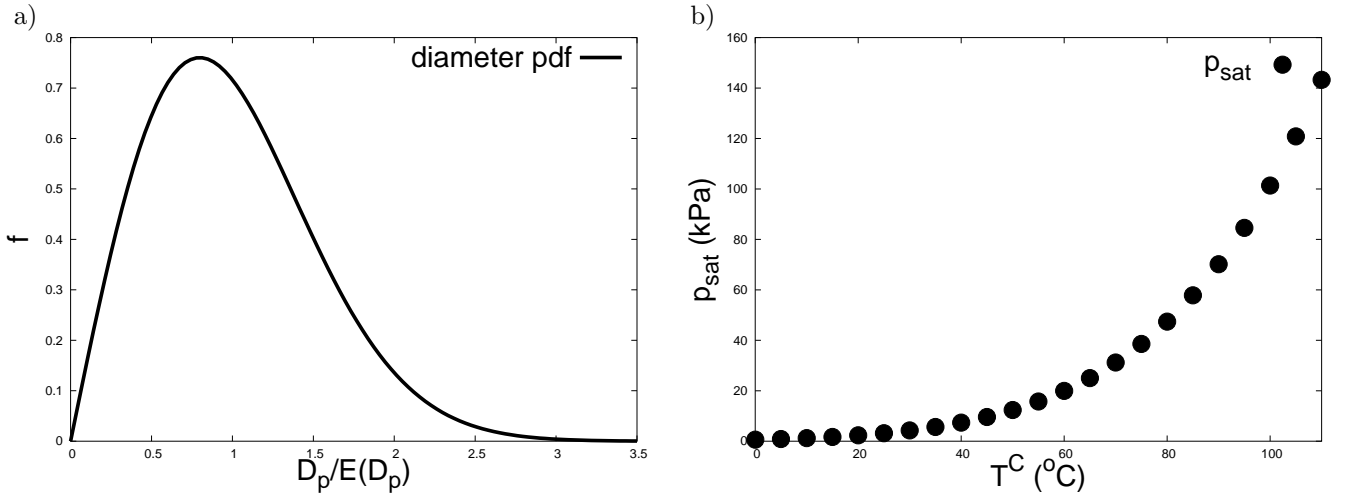 a)
0.8
0.7
0.6
0.5
0.4
0.3
0.2
0.1
0
f
diameter pdf
0 0.5 1 1.5 2 2.5 3 3.5
D_p/E(D_p)
b)
160
140
120
100
80
60
40
20
0
p_sat (kPa)
p_sat
0 20 40 60 80 100
T^C (^oC)